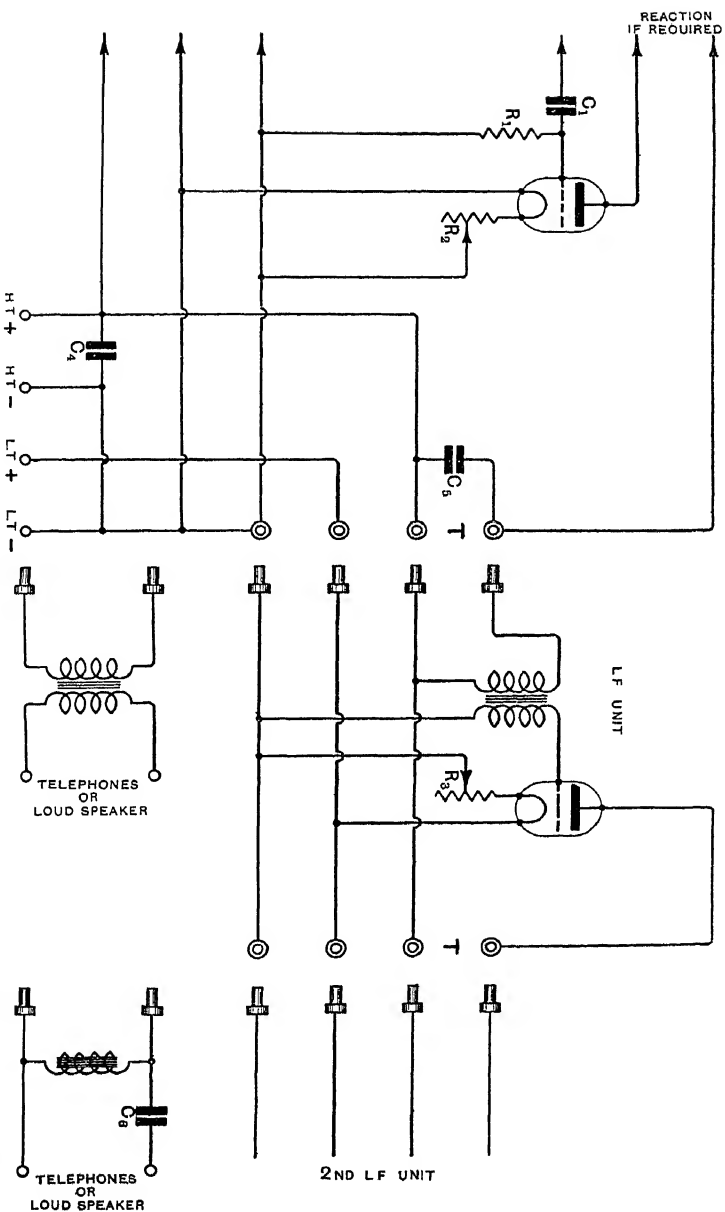 REACTION
IF REQUIRED
C₁
R₁
R₂
C₄
HT+
HT−
LT+
LT−
C₅
T
LF UNIT
R₃
T
TELEPHONES
OR
LOUD SPEAKER
2ND LF UNIT
C₆
TELEPHONES
OR
LOUD SPEAKER